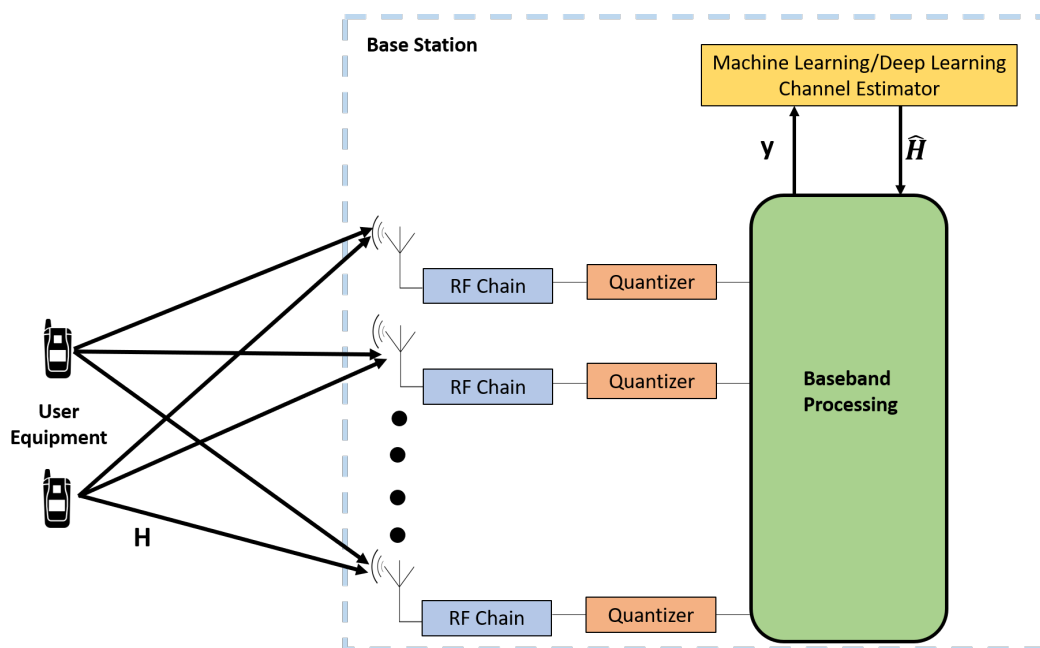 Base Station
Machine Learning/Deep Learning
Channel Estimator
y
Ĥ
RF Chain
Quantizer
RF Chain
Quantizer
Baseband
Processing
User
Equipment
H
RF Chain
Quantizer